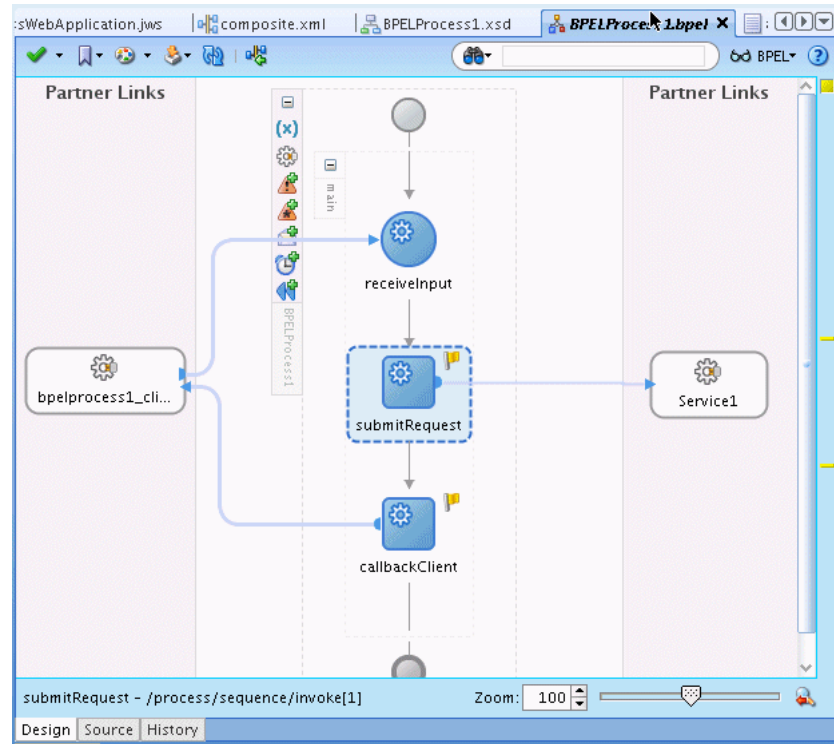 :sWebApplication.jws composite.xml BPELProcess1.xsd BPELProcess1.bpel
BPEL
Partner Links
Partner Links
(x)
main
receiveInput
BPELProcess1
bpelprocess1_cli...
submitRequest
Service1
callbackClient
submitRequest - /process/sequence/invoke[1] Zoom: 100
Design Source History